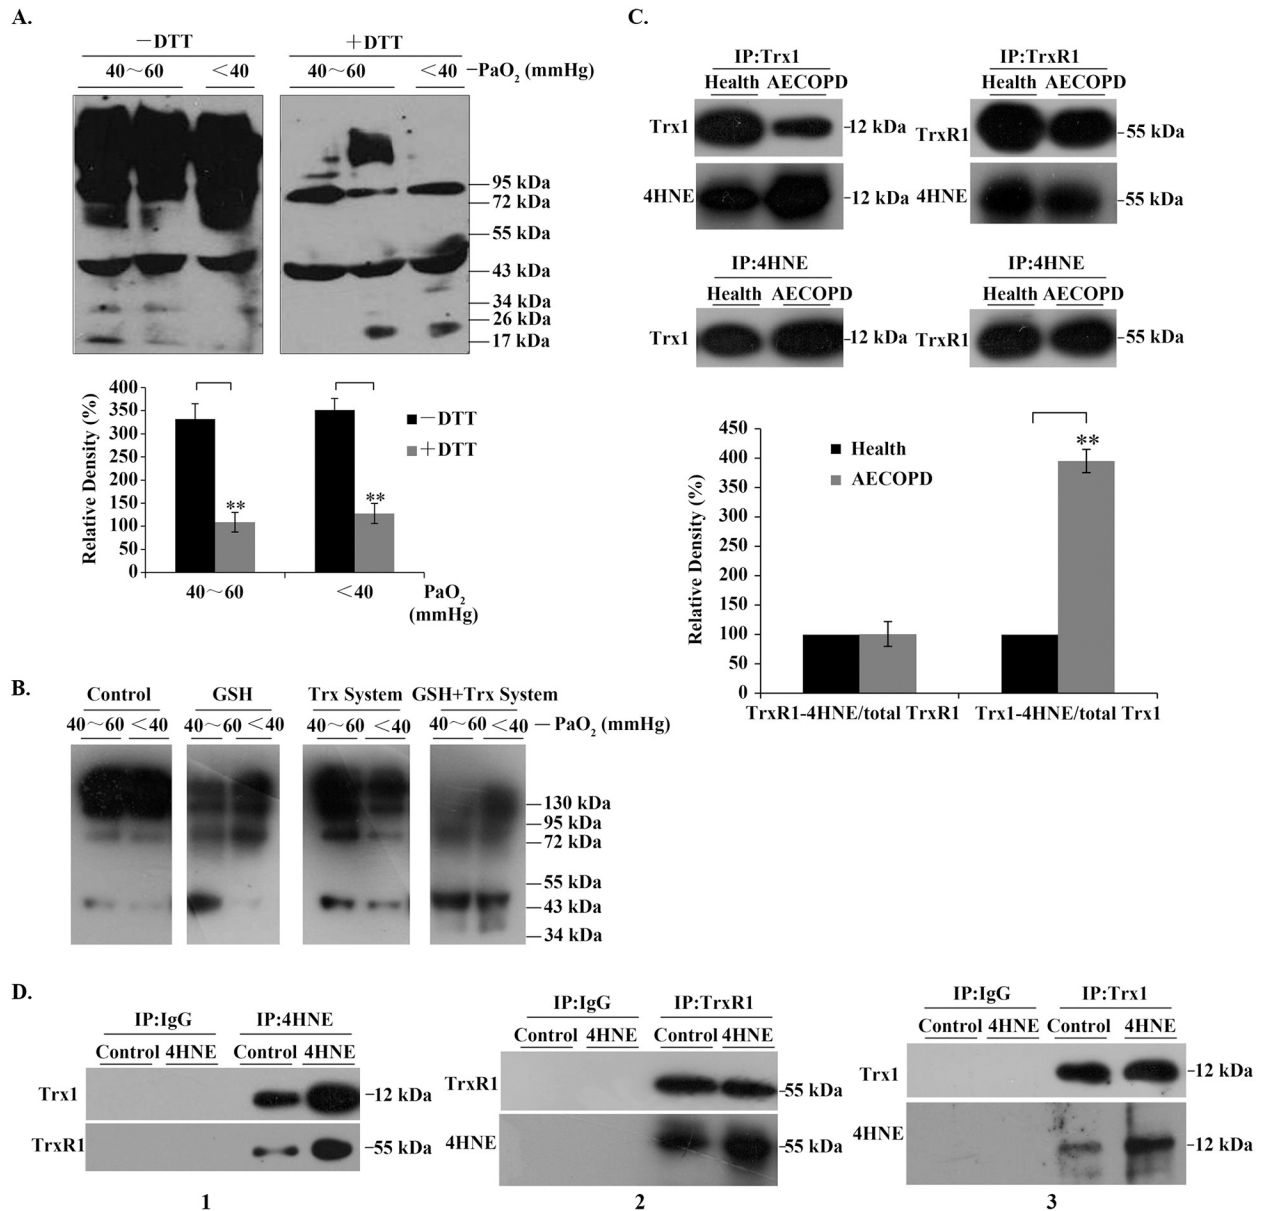 A.
－DTT
＋DTT
40～60 ＜40 40～60 ＜40 －PaO2 (mmHg)
95 kDa
72 kDa
55 kDa
43 kDa
34 kDa
26 kDa
17 kDa
Relative Density (%)
400
350
300
250
200
150
100
50
0
**
**
－DTT
＋DTT
40～60
＜40
PaO2
(mmHg)
B.
Control GSH Trx System GSH+Trx System
40～60 ＜40 40～60 ＜40 40～60 ＜40 40～60 ＜40 －PaO2 (mmHg)
130 kDa
95 kDa
72 kDa
55 kDa
43 kDa
34 kDa
C.
IP:Trx1
Health AECOPD
Trx1 -12 kDa
4HNE -12 kDa
IP:TrxR1
Health AECOPD
TrxR1 -55 kDa
4HNE -55 kDa
IP:4HNE
Health AECOPD
Trx1 -12 kDa
IP:4HNE
Health AECOPD
TrxR1 -55 kDa
Relative Density (%)
450
400
350
300
250
200
150
100
50
0
Health
AECOPD
**
TrxR1-4HNE/total TrxR1
Trx1-4HNE/total Trx1
D.
IP:IgG IP:4HNE
Control 4HNE Control 4HNE
Trx1 -12 kDa
TrxR1 -55 kDa
1
IP:IgG IP:TrxR1
Control 4HNE Control 4HNE
TrxR1 -55 kDa
4HNE -55 kDa
2
IP:IgG IP:Trx1
Control 4HNE Control 4HNE
Trx1 -12 kDa
4HNE -12 kDa
3